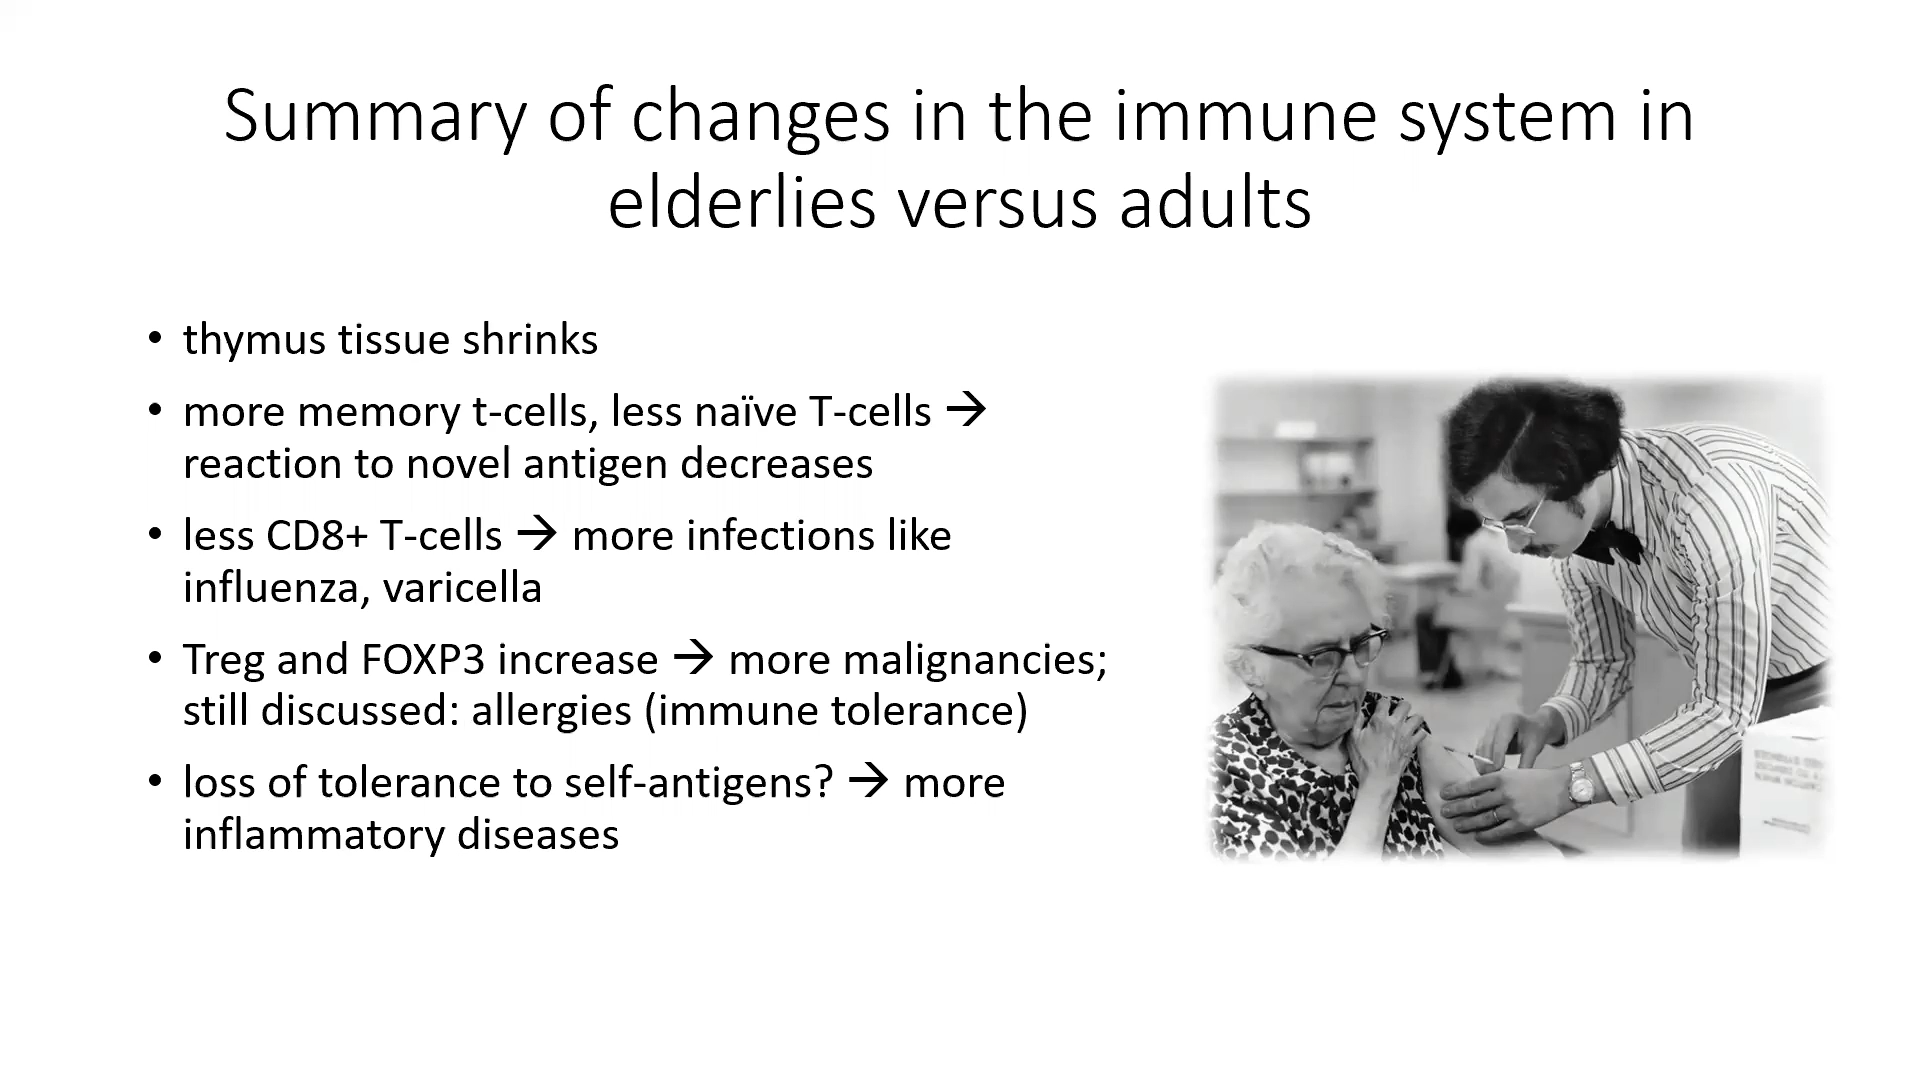 Summary of changes in the immune system in
elderlies versus adults
• thymus tissue shrinks
• more memory t-cells, less naïve T-cells →
reaction to novel antigen decreases
• less CD8+ T-cells → more infections like
influenza, varicella
• Treg and FOXP3 increase → more malignancies;
still discussed: allergies (immune tolerance)
• loss of tolerance to self-antigens? → more
inflammatory diseases